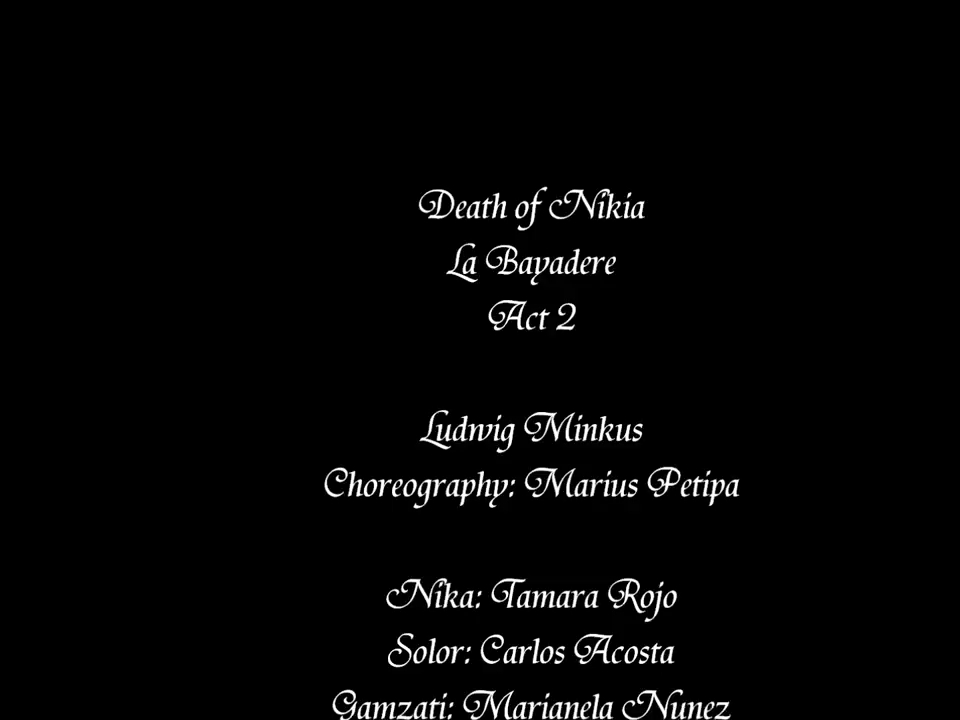 Death of Nikia
La Bayadere
Act 2
Ludwig Minkus
Choreography: Marius Petipa
Nika: Tamara Rojo
Solor: Carlos Acosta
Gamzati: Marianela Nunez